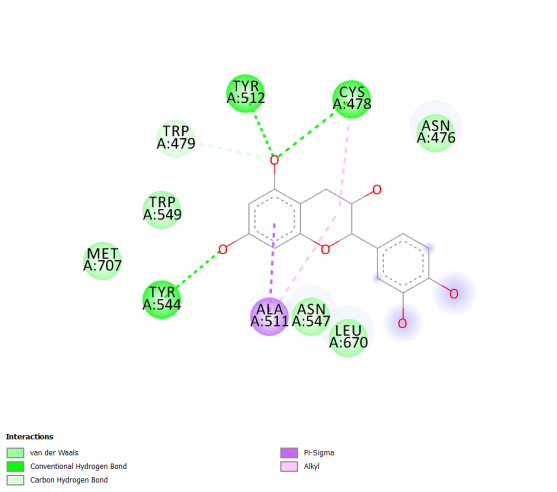 TYR
A:512
CYS
A:478
ASN
A:476
TRP
A:479
O
O
TRP
A:549
MET
A:707
O
O
TYR
A:544
ALA
A:511
ASN
A:547
LEU
A:670
O
O
Interactions
van der Waals
Conventional Hydrogen Bond
Carbon Hydrogen Bond
Pi-Sigma
Alkyl